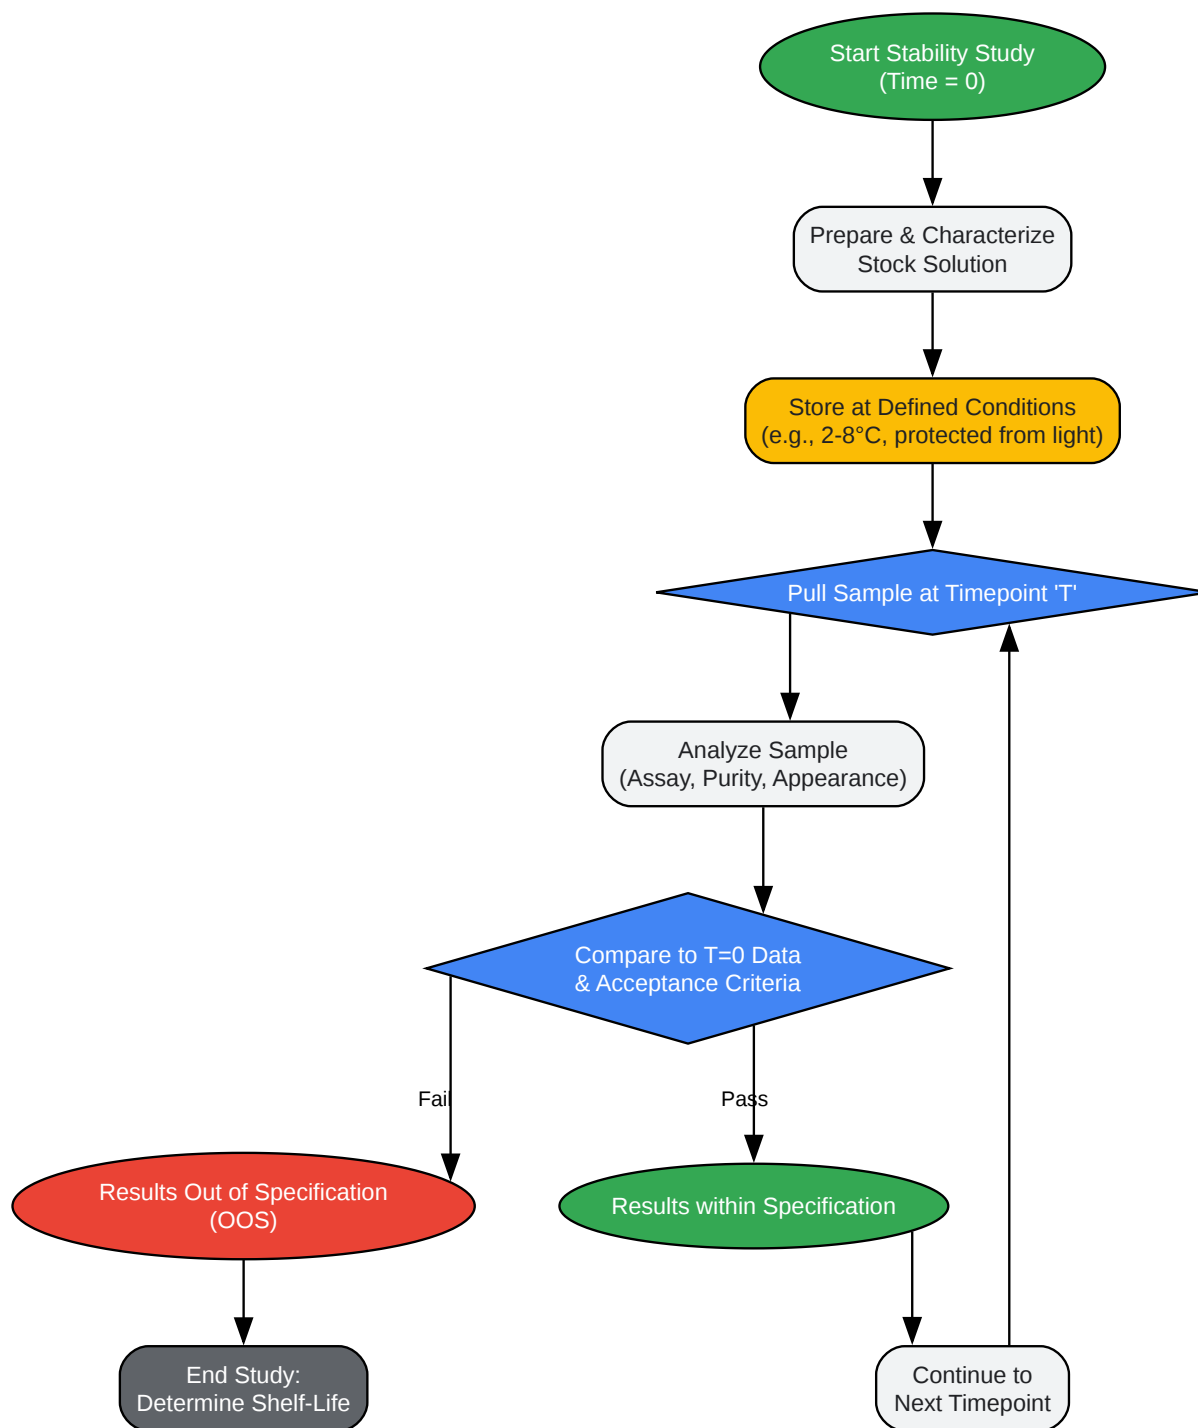 Start Stability Study
(Time = 0)
Prepare & Characterize
Stock Solution
Store at Defined Conditions
(e.g., 2-8°C, protected from light)
Pull Sample at Timepoint 'T'
Analyze Sample
(Assay, Purity, Appearance)
Compare to T=0 Data
& Acceptance Criteria
Fail
Pass
Results Out of Specification
(OOS)
Results within Specification
End Study:
Determine Shelf-Life
Continue to
Next Timepoint